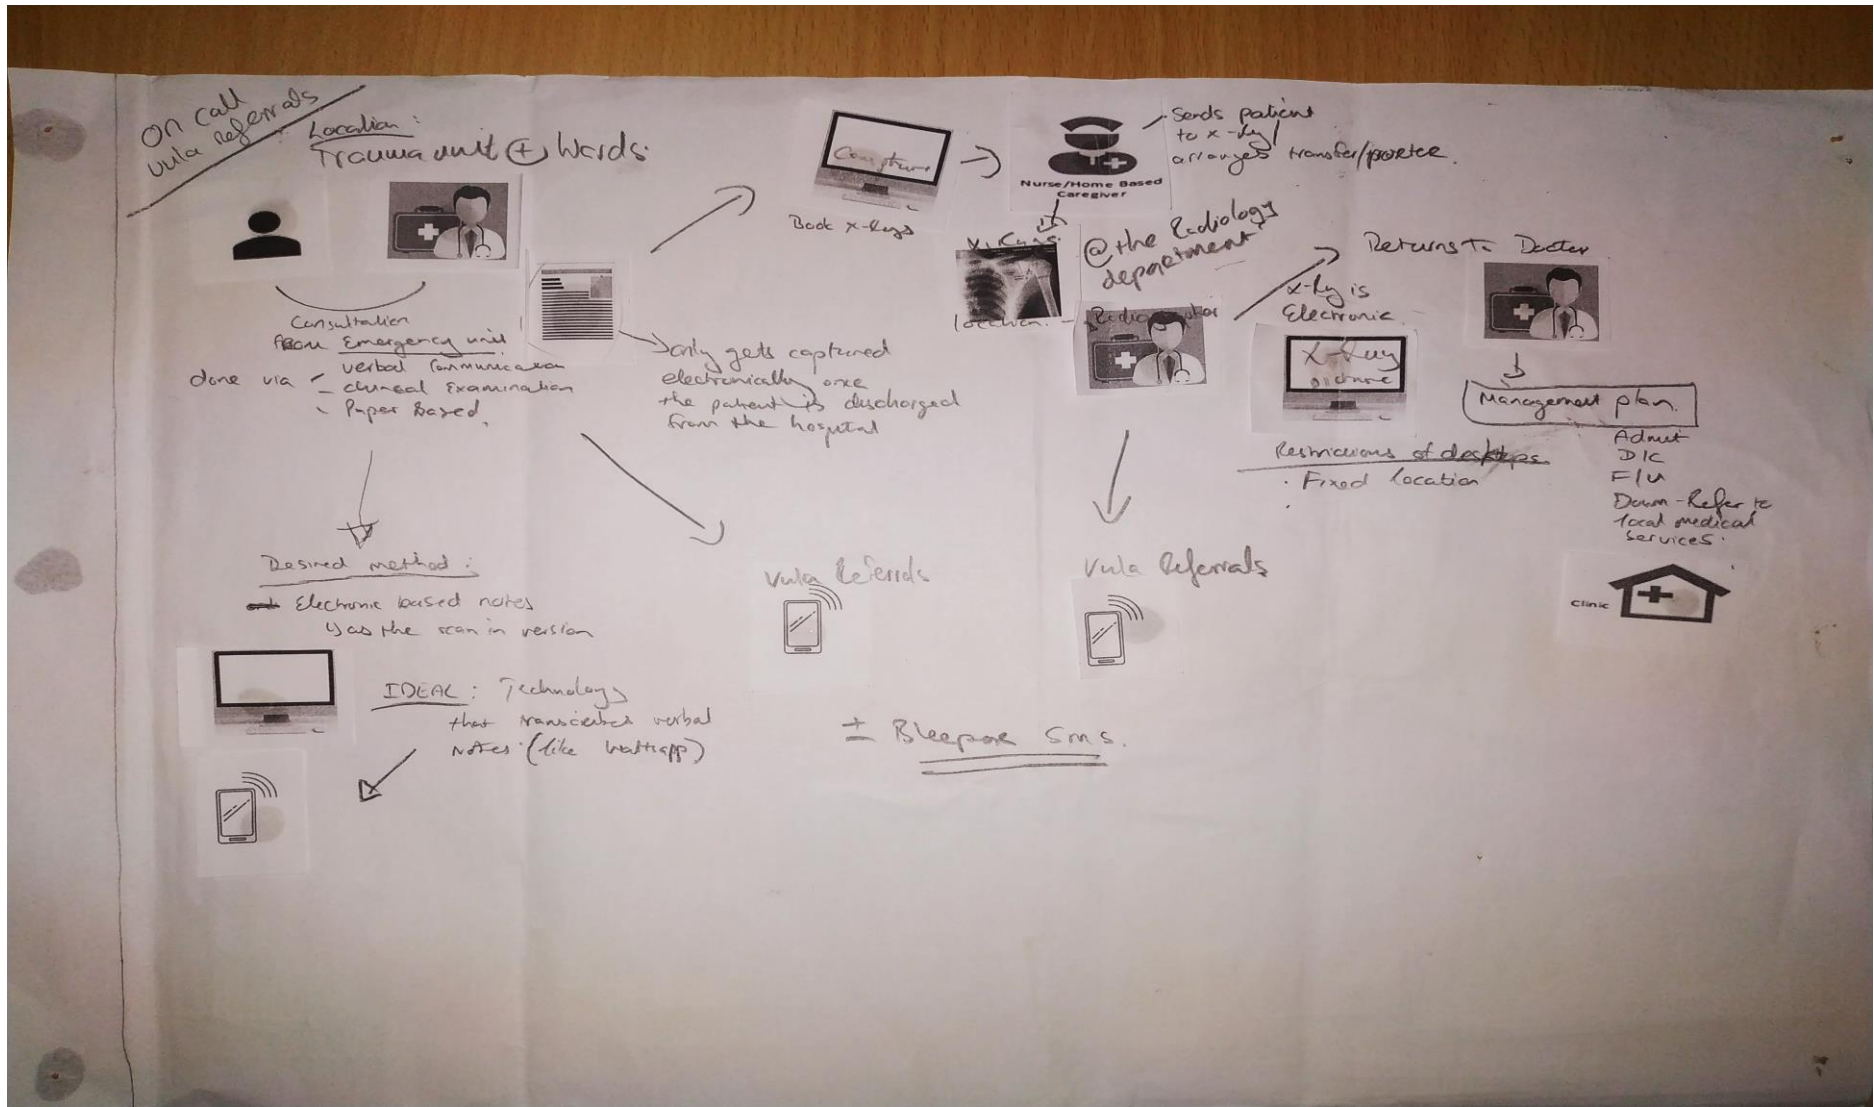 On Call
Vula Referrals
Location:
Trauma unit + Wards.
Consultation
From Emergency unit
done via - verbal Communication
- clinical Examination
- Paper Based.
only gets captured
electronically once
the patient is discharged
from the hospital
Computer
Book X-Rays
Nurse/Home Based
Caregiver
Sends patient
to x-Ray/
arranges transfer/porter.
X-Rays
@ the Radiology
department
location: - Radiographer
Returns to Doctor
X-Ray is
Electronic
X-Ray
picture
Restrictions of desktops
. Fixed location
Management plan.
Admit
D/C
F/U
Down-Refer to
local medical
services.
Clinic
Desired method:
Electronic based notes
as the scan in version
IDEAL: Technology
that transcribes verbal
Notes (like
Vula Referrals
Vula Referrals
± Sms.